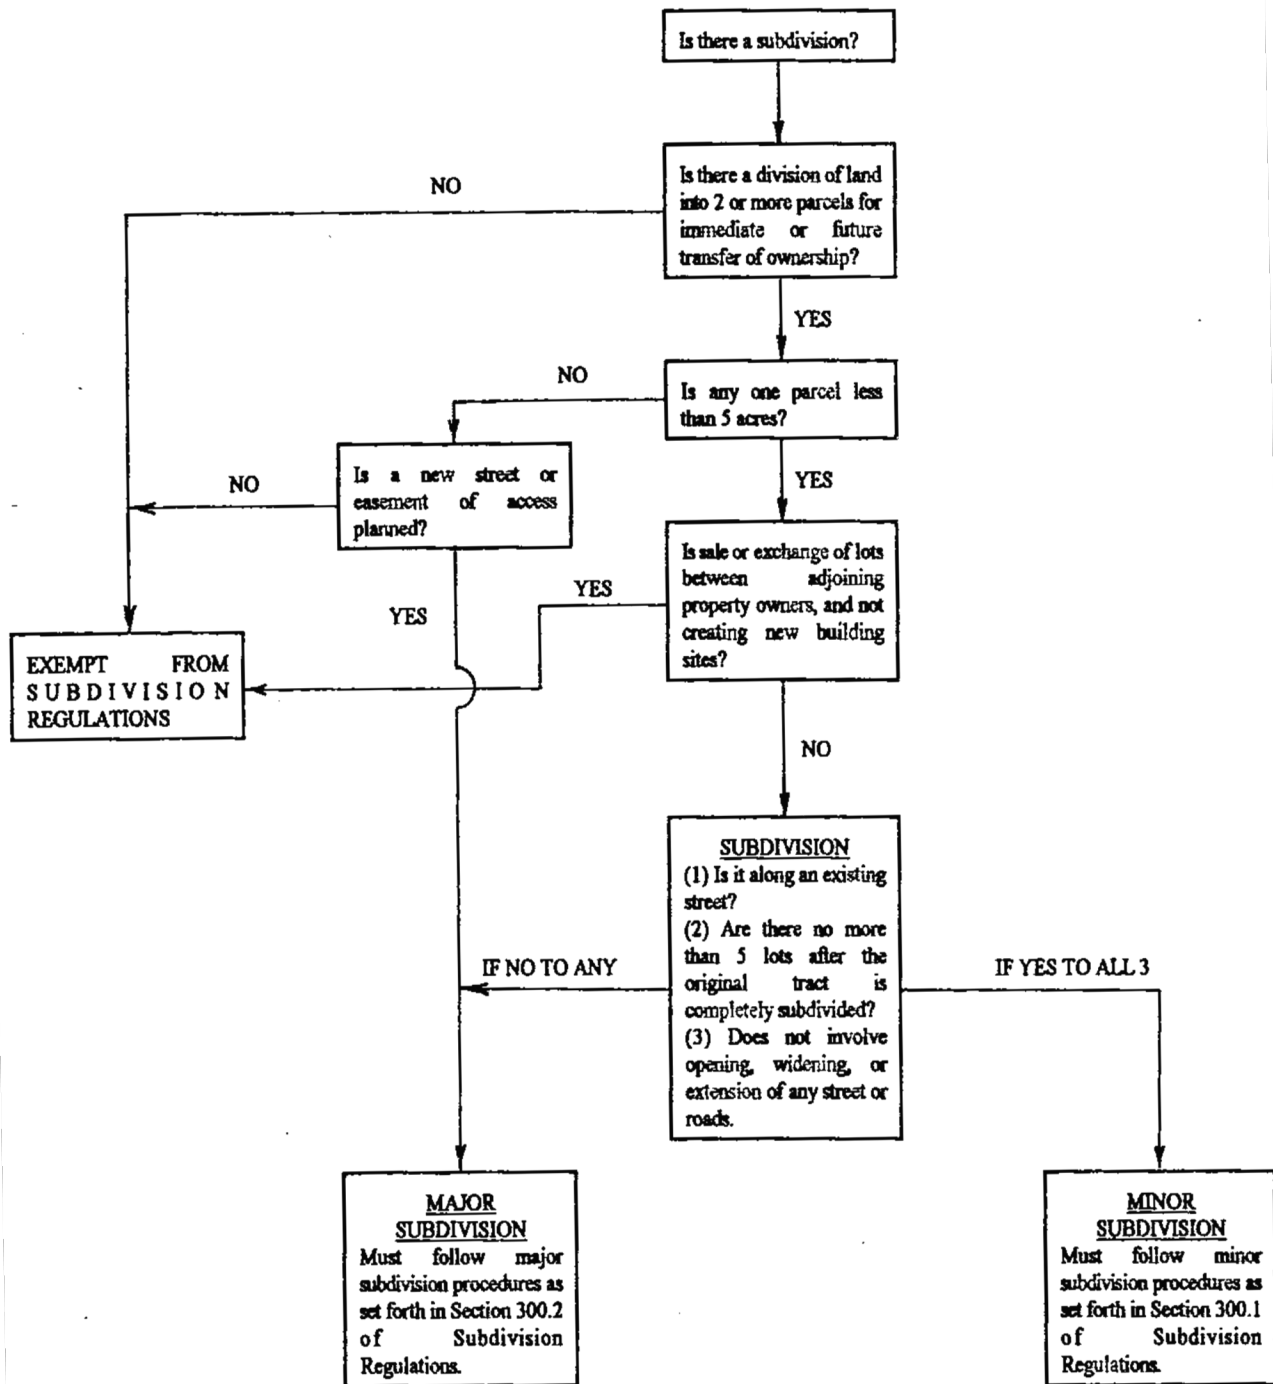 Is there a subdivision?
Is there a division of land
into 2 or more parcels for
immediate or future
transfer of ownership?
NO
YES
Is any one parcel less
than 5 acres?
NO
YES
Is a new street or
easement of access
planned?
NO
YES
Is sale or exchange of lots
between adjoining
property owners, and not
creating new building
sites?
YES
NO
EXEMPT FROM
SUBDIVISION
REGULATIONS
SUBDIVISION
(1) Is it along an existing
street?
(2) Are there no more
than 5 lots after the
original tract is
completely subdivided?
(3) Does not involve
opening, widening, or
extension of any street or
roads.
IF NO TO ANY
IF YES TO ALL 3
MAJOR
SUBDIVISION
Must follow major
subdivision procedures as
set forth in Section 300.2
of Subdivision
Regulations.
MINOR
SUBDIVISION
Must follow minor
subdivision procedures as
set forth in Section 300.1
of Subdivision
Regulations.